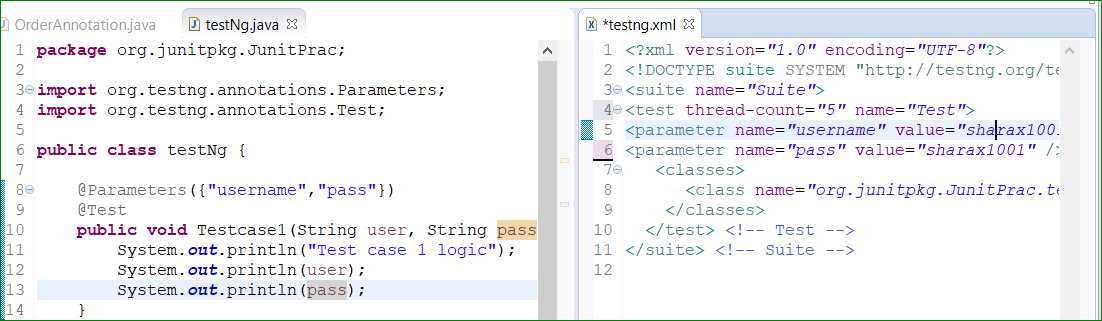 OrderAnnotation.java
testNg.java
1 package org.junitpkg.JunitPrac;
2
3 import org.testng.annotations.Parameters;
4 import org.testng.annotations.Test;
5
6 public class testNg {
7
8 @Parameters({"username","pass"})
9 @Test
10 public void Testcase1(String user, String pass
11 System.out.println("Test case 1 logic");
12 System.out.println(user);
13 System.out.println(pass);
14 }
*testng.xml
1 <?xml version="1.0" encoding="UTF-8"?>
2 <!DOCTYPE suite SYSTEM "http://testng.org/te
3 <suite name="Suite">
4 <test thread-count="5" name="Test">
5 <parameter name="username" value="sharax1001
6 <parameter name="pass" value="sharax1001" />
7 <classes>
8 <class name="org.junitpkg.JunitPrac.te
9 </classes>
10 </test> <!-- Test -->
11 </suite> <!-- Suite -->
12